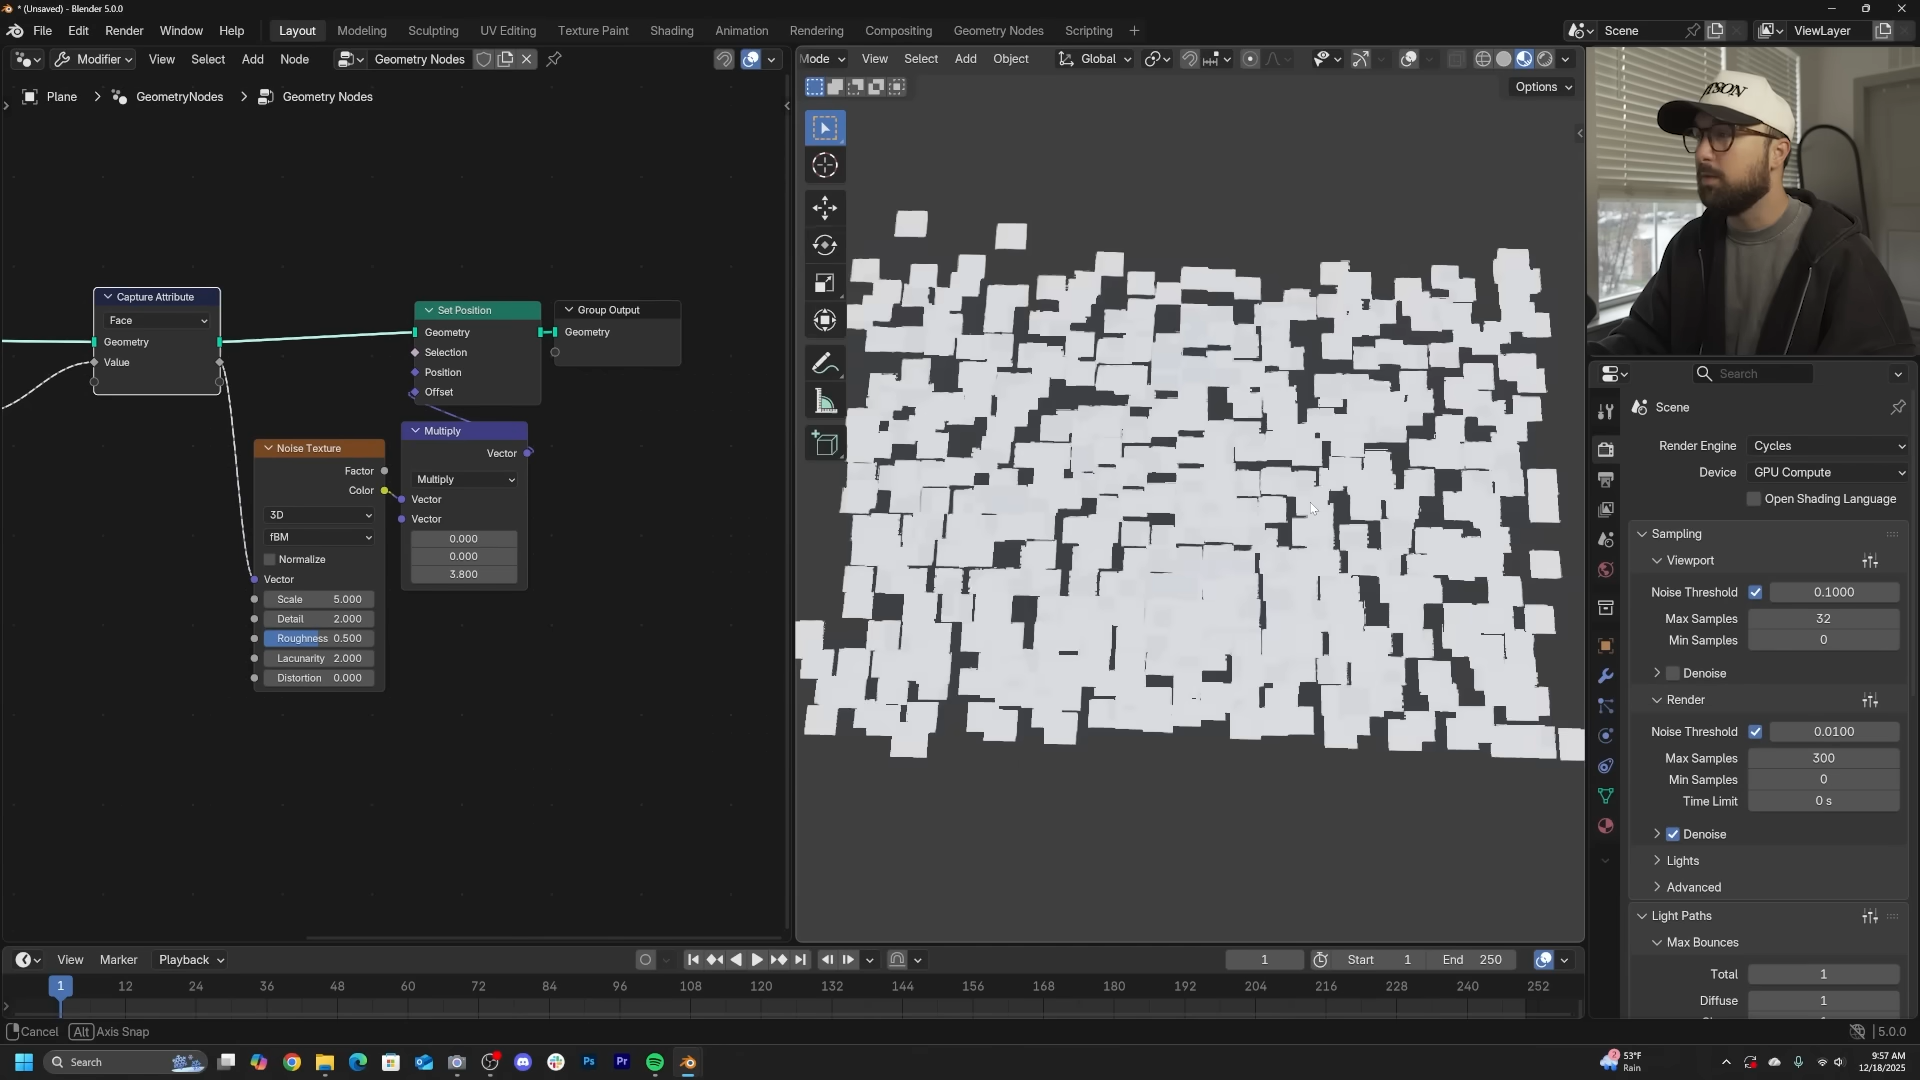 * (Unsaved) - Blender 5.0.0
File Edit Render Window Help Layout Modeling Sculpting UV Editing Texture Paint Shading Animation Rendering Compositing Geometry Nodes Scripting + Scene ViewLayer
Modifier View Select Add Node Geometry Nodes
Mode View Select Add Object Global
Options
Plane > GeometryNodes > Geometry Nodes
Capture Attribute
Face
Geometry
Value
Set Position
Geometry
Selection
Position
Offset
Group Output
Geometry
Multiply
Vector
Multiply
Vector
Vector
0.000
0.000
3.800
Noise Texture
Factor
Color
3D
fBM
Normalize
Vector
Scale 5.000
Detail 2.000
Roughness 0.500
Lacunarity 2.000
Distortion 0.000
Search
Scene
Render Engine Cycles
Device GPU Compute
Open Shading Language
Sampling
Viewport
Noise Threshold 0.1000
Max Samples 32
Min Samples 0
Denoise
Render
Noise Threshold 0.0100
Max Samples 300
Min Samples 0
Time Limit 0 s
Denoise
Lights
Advanced
Light Paths
Max Bounces
Total 1
Diffuse 1
View Marker Playback 1 Start 1 End 250
1 12 24 36 48 60 72 84 96 108 120 132 144 156 168 180 192 204 216 228 240 252
Cancel Alt Axis Snap 5.0.0
Search
Ps
Pr
2
53°F
Rain
9:57 AM
12/18/2025